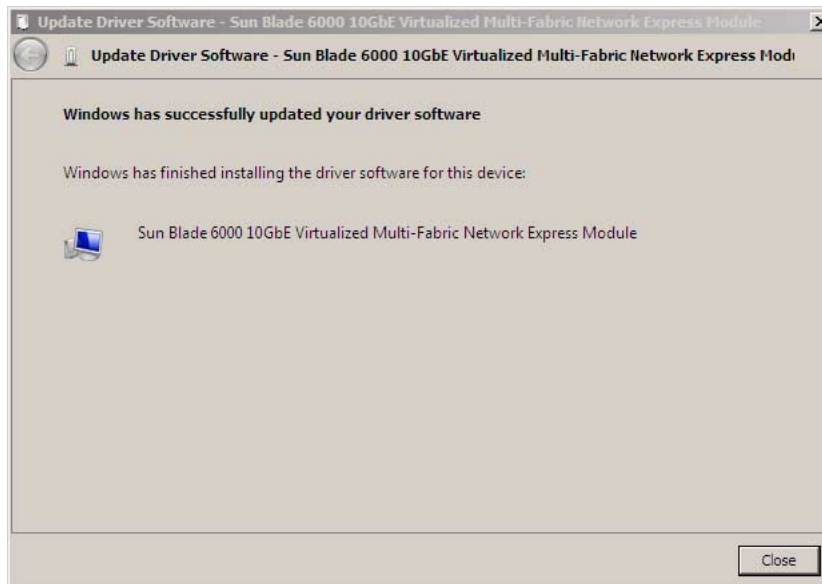 Update Driver Software - Sun Blade 6000 10GbE Virtualized Multi-Fabric Network Express Module
Update Driver Software - Sun Blade 6000 10GbE Virtualized Multi-Fabric Network Express Modu
Windows has successfully updated your driver software
Windows has finished installing the driver software for this device:
Sun Blade 6000 10GbE Virtualized Multi-Fabric Network Express Module
Close